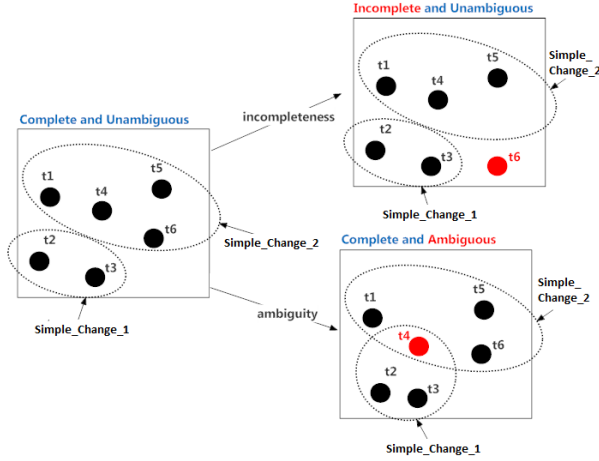 Incomplete and Unambiguous
t1
t4
t5
t2
t3
t6
Simple_
Change_2
Simple_Change_1
incompleteness
Complete and Unambiguous
t1
t4
t5
t6
t2
t3
Simple_Change_2
Simple_Change_1
ambiguity
Complete and Ambiguous
t1
t5
t4
t6
t2
t3
Simple_
Change_2
Simple_Change_1